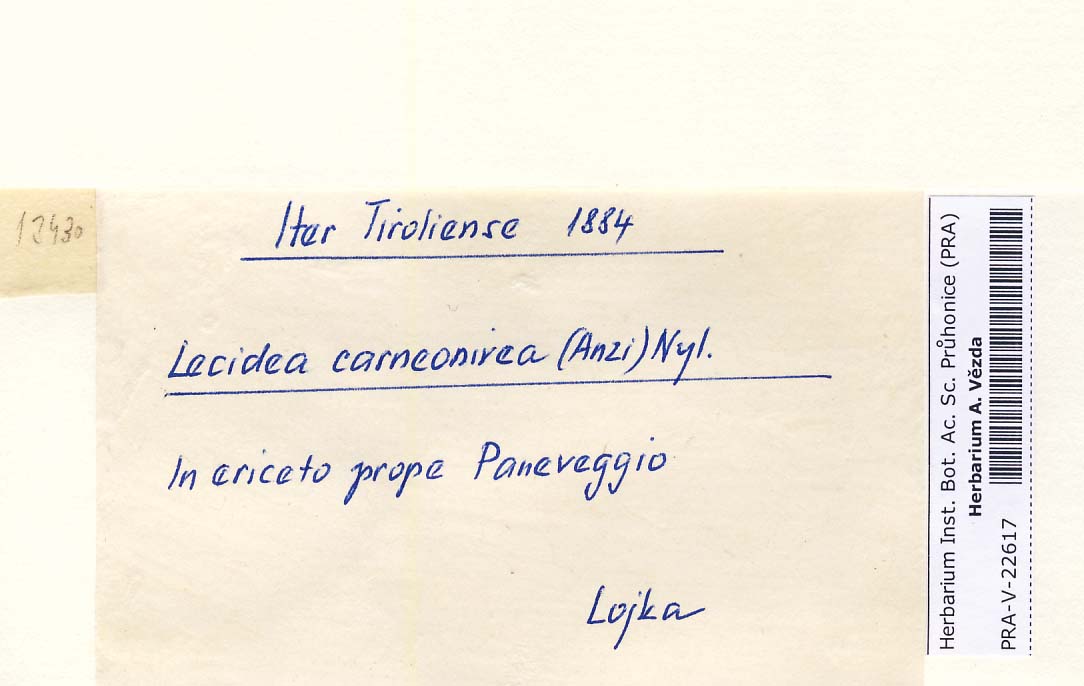 12430
Iter Tiroliense 1884
Lecidea carneonivea (Anzi) Nyl.
In ericeto prope Paneveggio
Lojka
Herbarium Inst. Bot. Ac. Sc. Průhonice (PRA)
Herbarium A. Vězda
PRA-V-22617